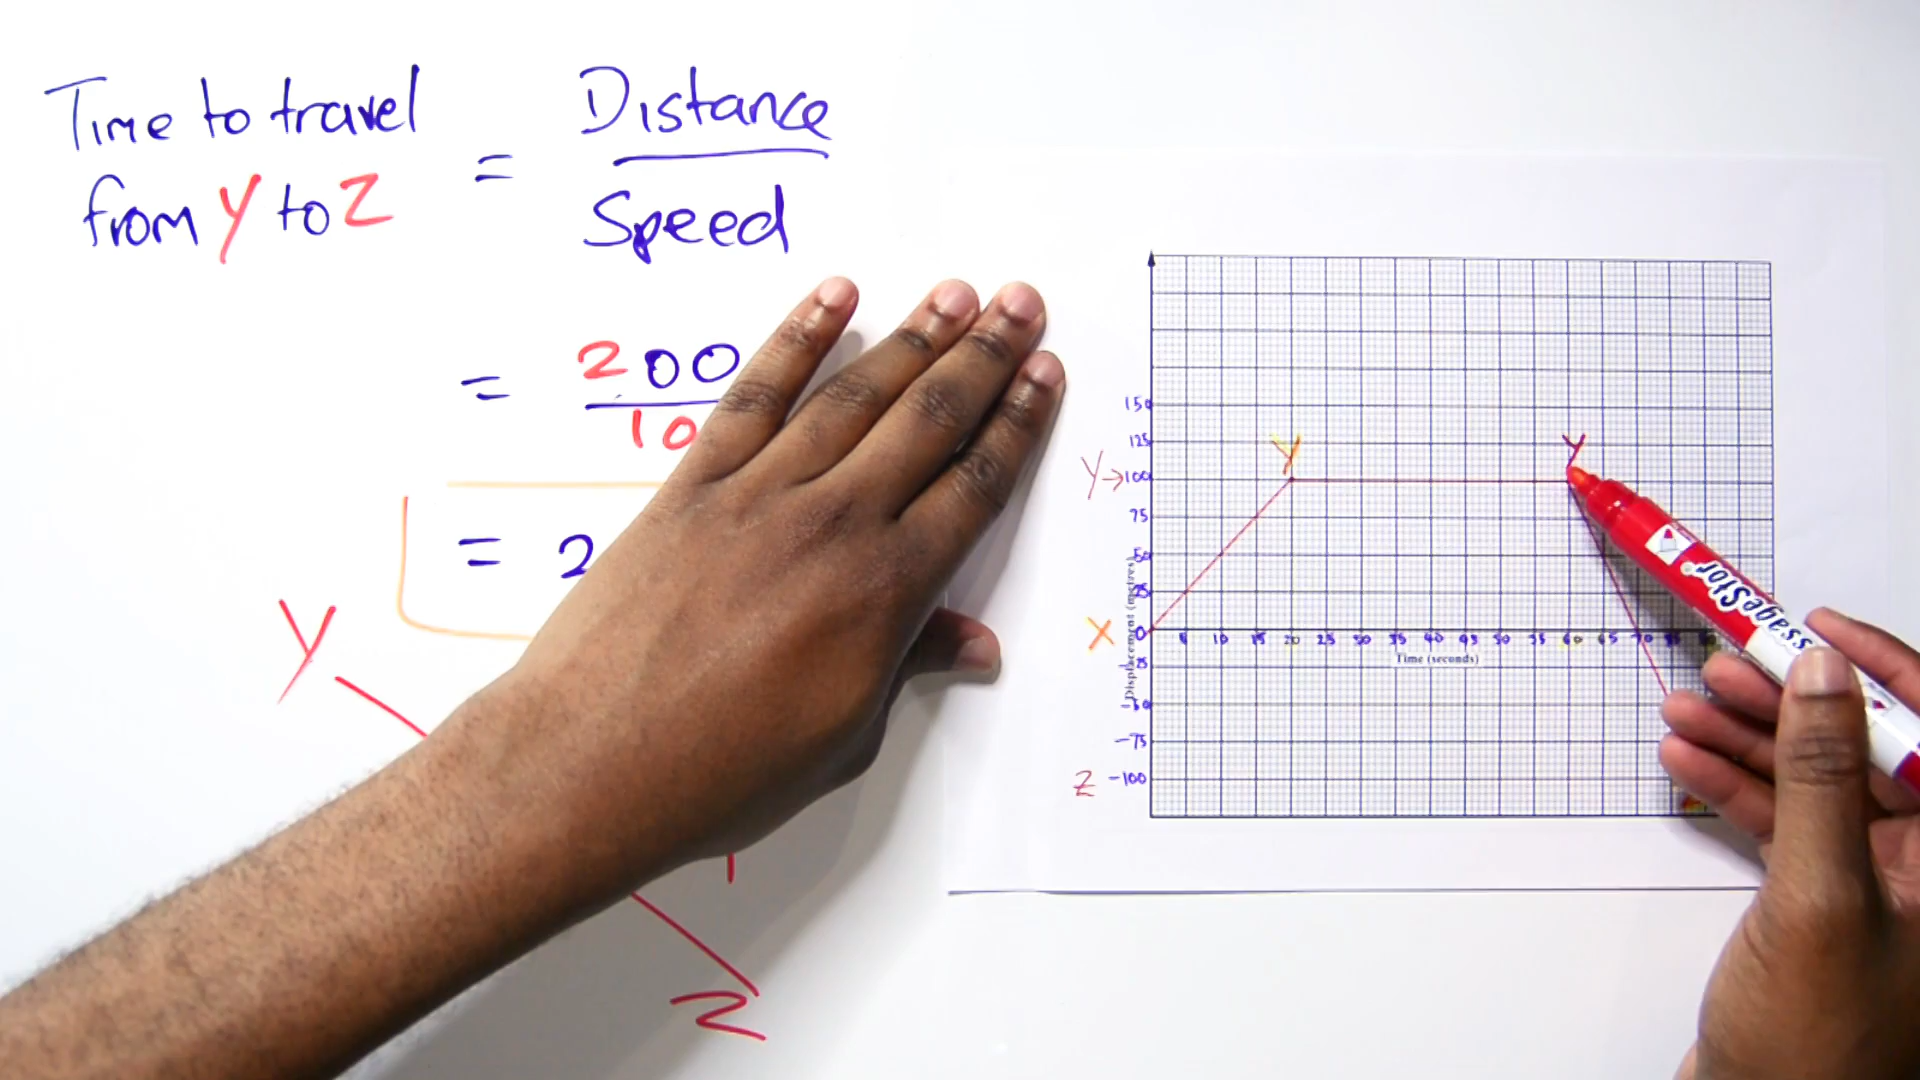 Time to travel = Distance
from Y to Z Speed
= 200
10
= 2
Y
Z
150
125
Y→100
75
50
25
X 0
-25
-50
-75
Z -100
Y Y
5 10 15 20 25 30 35 40 45 50 55 60 65 70
Time (seconds)
Displacement (metres)